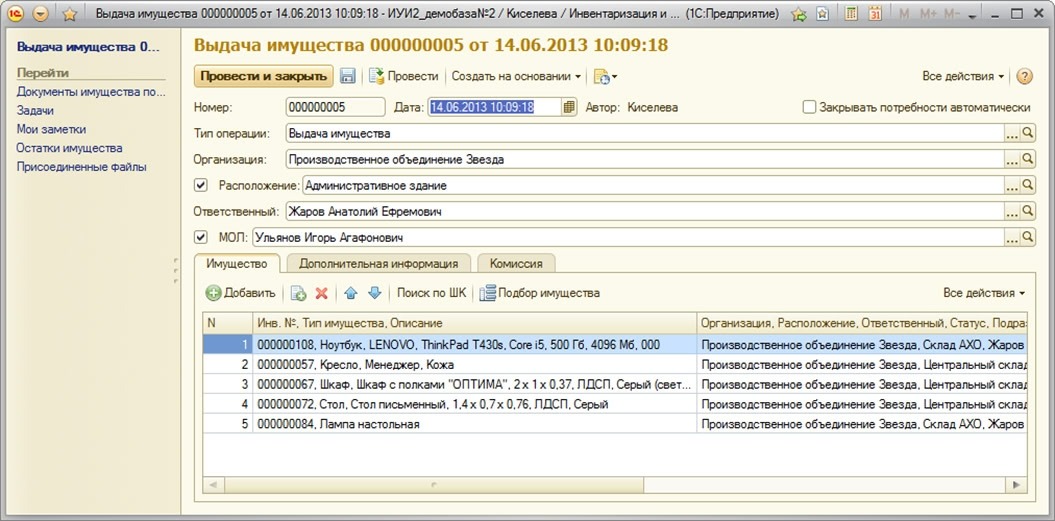 Выдача имущества 000000005 от 14.06.2013 10:09:18 - ИУИ2_демобаза№2 / Киселева / Инвентаризация и ... (1С:Предприятие)
M M+ M-
Выдача имущества 0...
Перейти
Документы имущества по...
Задачи
Мои заметки
Остатки имущества
Присоединенные файлы
Выдача имущества 000000005 от 14.06.2013 10:09:18
Провести и закрыть Провести Создать на основании Все действия
Номер: 000000005 Дата: 14.06.2013 10:09:18 Автор: Киселева Закрывать потребности автоматически
Тип операции: Выдача имущества
Организация: Производственное объединение Звезда
Расположение: Административное здание
Ответственный: Жаров Анатолий Ефремович
МОЛ: Ульянов Игорь Агафонович
Имущество Дополнительная информация Комиссия
Добавить Поиск по ШК Подбор имущества Все действия
N Инв. №, Тип имущества, Описание Организация, Расположение, Ответственный, Статус, Подраз
1 000000108, Ноутбук, LENOVO, ThinkPad T430s, Core i5, 500 Гб, 4096 Мб, 000 Производственное объединение Звезда, Склад АХО, Жаров
2 000000057, Кресло, Менеджер, Кожа Производственное объединение Звезда, Центральный склад
3 000000067, Шкаф, Шкаф с полками "ОПТИМА", 2 x 1 x 0,37, ЛДСП, Серый (свет... Производственное объединение Звезда, Центральный склад
4 000000072, Стол, Стол письменный, 1,4 x 0,7 x 0,76, ЛДСП, Серый Производственное объединение Звезда, Центральный склад
5 000000084, Лампа настольная Производственное объединение Звезда, Склад АХО, Жаров